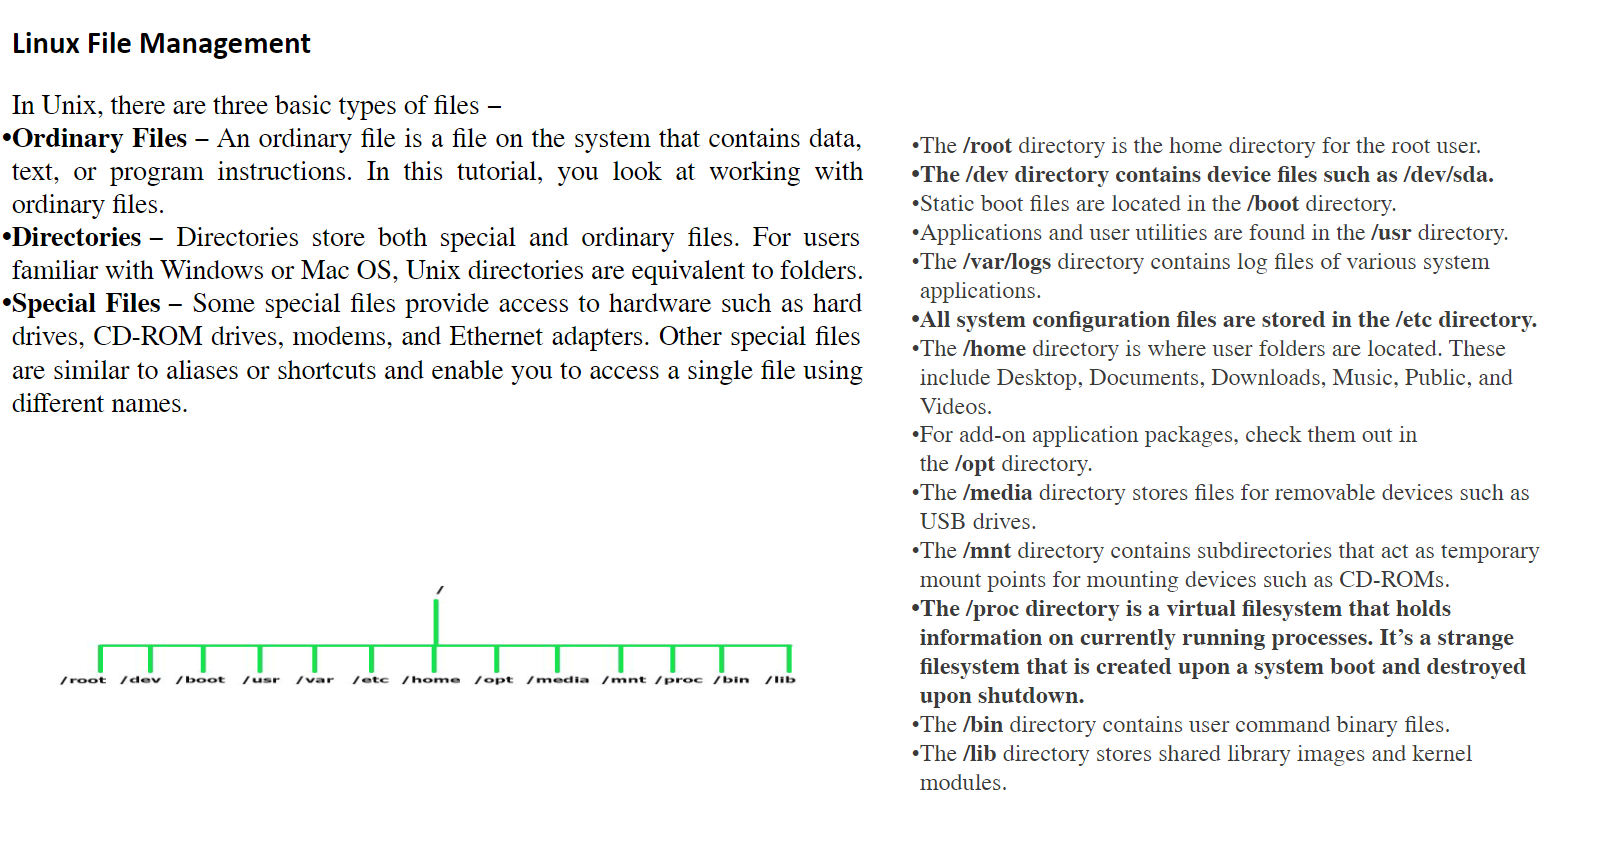 Linux File Management
In Unix, there are three basic types of files –
•Ordinary Files – An ordinary file is a file on the system that contains data,
text, or program instructions. In this tutorial, you look at working with
ordinary files.
•Directories – Directories store both special and ordinary files. For users
familiar with Windows or Mac OS, Unix directories are equivalent to folders.
•Special Files – Some special files provide access to hardware such as hard
drives, CD-ROM drives, modems, and Ethernet adapters. Other special files
are similar to aliases or shortcuts and enable you to access a single file using
different names.
/
/root /dev /boot /usr /var /etc /home /opt /media /mnt /proc /bin /lib
•The /root directory is the home directory for the root user.
•The /dev directory contains device files such as /dev/sda.
•Static boot files are located in the /boot directory.
•Applications and user utilities are found in the /usr directory.
•The /var/logs directory contains log files of various system
applications.
•All system configuration files are stored in the /etc directory.
•The /home directory is where user folders are located. These
include Desktop, Documents, Downloads, Music, Public, and
Videos.
•For add-on application packages, check them out in
the /opt directory.
•The /media directory stores files for removable devices such as
USB drives.
•The /mnt directory contains subdirectories that act as temporary
mount points for mounting devices such as CD-ROMs.
•The /proc directory is a virtual filesystem that holds
information on currently running processes. It’s a strange
filesystem that is created upon a system boot and destroyed
upon shutdown.
•The /bin directory contains user command binary files.
•The /lib directory stores shared library images and kernel
modules.